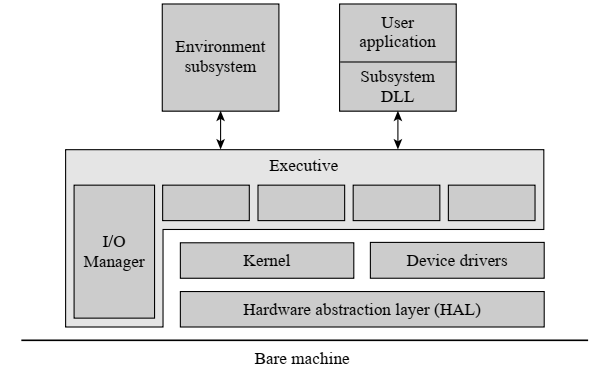 Environment
subsystem
User
application
Subsystem
DLL
Executive
I/O
Manager
Kernel
Device drivers
Hardware abstraction layer (HAL)
Bare machine